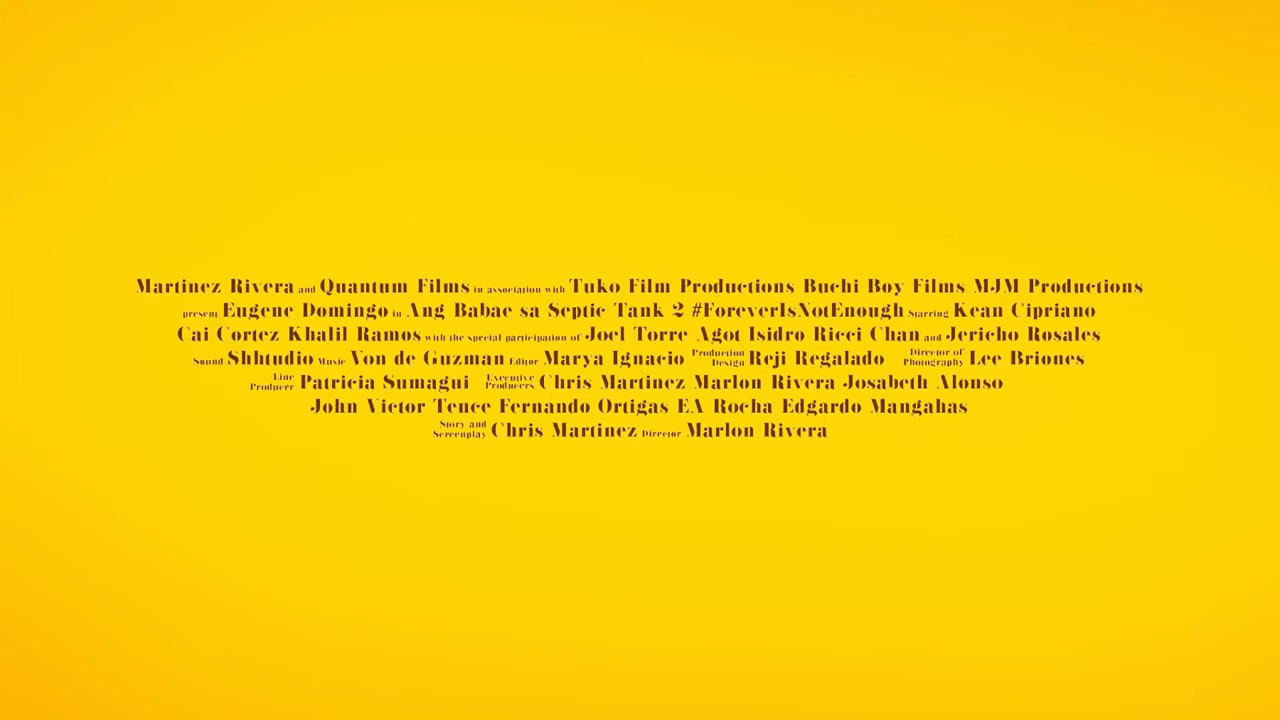 Martinez Rivera and Quantum Films in association with Tuko Film Productions Buchi Boy Films MJM Productions
present Eugene Domingo in Ang Babae sa Septic Tank 2 #ForeverIsNotEnough Starring Kean Cipriano
Cai Cortez Khalil Ramos with the special participation of Joel Torre Agot Isidro Ricci Chan and Jericho Rosales
Sound Shhtudio Music Von de Guzman Editor Marya Ignacio Production Design Reji Regalado Director of Photography Lee Briones
Line Producer Patricia Sumagui Executive Producers Chris Martinez Marlon Rivera Josabeth Alonso
John Victor Tence Fernando Ortigas EA Rocha Edgardo Mangahas
Story and Screenplay Chris Martinez Director Marlon Rivera